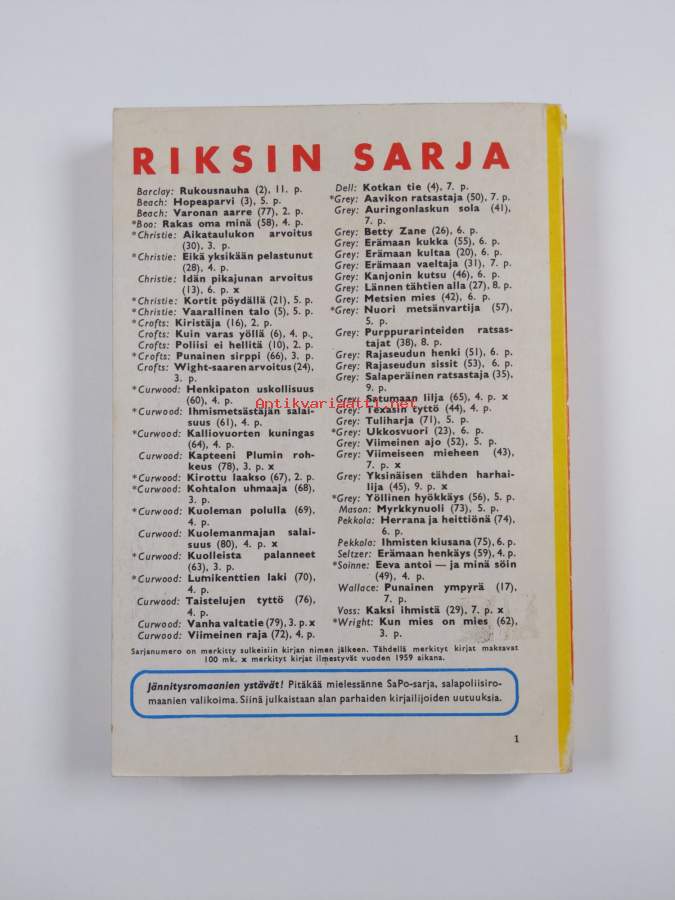 RIKSIN SARJA
Barclay: Rukousnauha (2), 11. p.
Beach: Hopeaparvi (3), 5. p.
Beach: Varonan aarre (77), 2. p.
*Boo: Rakas oma minä (58), 4. p.
*Christie: Aikataulukon arvoitus
(30), 3. p.
*Christie: Eikä yksikään pelastunut
(28), 4. p.
Christie: Idän pikajunan arvoitus
(13), 6. p. x
*Christie: Kortit pöydällä (21), 5. p.
*Christie: Vaarallinen talo (5), 5. p.
*Crofts: Kiristäja (16), 2. p.
Crofts: Kuin varas yöllä (6), 4. p.,
Crofts: Poliisi ei hellitä (10), 2. p.
*Crofts: Punainen sirppi (66), 3. p.
Crofts: Wight-saaren arvoitus (24),
3. p.
*Curwood: Henkipaton uskollisuus
(60), 4. p.
*Curwood: Ihmismetsästäjän salai-
suus (61), 4. p.
*Curwood: Kalliovuorten kuningas
(64), 4. p.
Curwood: Kapteeni Plumin roh-
keus (78), 3. p. x
*Curwood: Kirottu laakso (67), 2. p.
*Curwood: Kohtalon uhmaaja (68),
3. p.
*Curwood: Kuoleman polulla (69),
4. p.
Curwood: Kuolemanmajan salai-
suus (80), 4. p. x
*Curwood: Kuolleista palanneet
(63), 3. p.
*Curwood: Lumikenttien laki (70),
4. p.
Curwood: Taistelujen tyttö (76),
4. p.
Curwood: Vanha valtatie (79), 3. p. x
Curwood: Viimeinen raja (72), 4. p.
Dell: Kotkan tie (4), 7. p.
*Grey: Aavikon ratsastaja (50), 7. p.
Grey: Auringonlaskun sola (41),
7. p.
Grey: Betty Zane (26), 6. p.
Grey: Erämaan kukka (55), 6. p.
Grey: Erämaan kultaa (20), 6. p.
Grey: Erämaan vaeltaja (31), 7. p.
Grey: Kanjonin kutsu (46), 6. p.
Grey: Lännen tähtien alla (27), 8. p.
Grey: Metsien mies (42), 6. p.
*Grey: Nuori metsänvartija (57),
5. p.
Grey: Purppurarinteiden ratsas-
tajat (38), 8. p.
Grey: Rajaseudun henki (51), 6. p.
Grey: Rajaseudun sissit (53), 6. p.
Grey: Salaperäinen ratsastaja (35),
9. p.
Grey: Satumaan lilja (65), 4. p. x
Grey: Texasin tyttö (44), 4. p.
Grey: Tuliharja (71), 5. p.
*Grey: Ukkosvuori (23), 6. p.
Grey: Viimeinen ajo (52), 5. p.
Grey: Viimeiseen mieheen (43),
7. p. x
Grey: Yksinäisen tähden harhai-
lija (45), 9. p. x
*Grey: Yöllinen hyökkäys (56), 5. p.
Mason: Myrkkynuoli (73), 5. p.
Pekkola: Herrana ja heittiönä (74),
6. p.
Pekkola: Ihmisten kiusana (75), 6. p.
Seltzer: Erämaan henkäys (59), 4. p.
*Soinne: Eeva antoi — ja minä söin
(49), 4. p.
Wallace: Punainen ympyrä (17),
7. p.
Voss: Kaksi ihmistä (29), 7. p. x
*Wright: Kun mies on mies (62),
3. p.
Sarjanumero on merkitty sulkeisiin kirjan nimen jälkeen. Tähdellä merkityt kirjat maksavat
100 mk. x merkityt kirjat ilmestyvät vuoden 1959 aikana.
Jännitysromaanien ystävät! Pitäkää mielessänne SaPo-sarja, salapoliisiro-
maanien valikoima. Siinä julkaistaan alan parhaiden kirjailijoiden uutuuksia.
1
Antikvariaatti.net